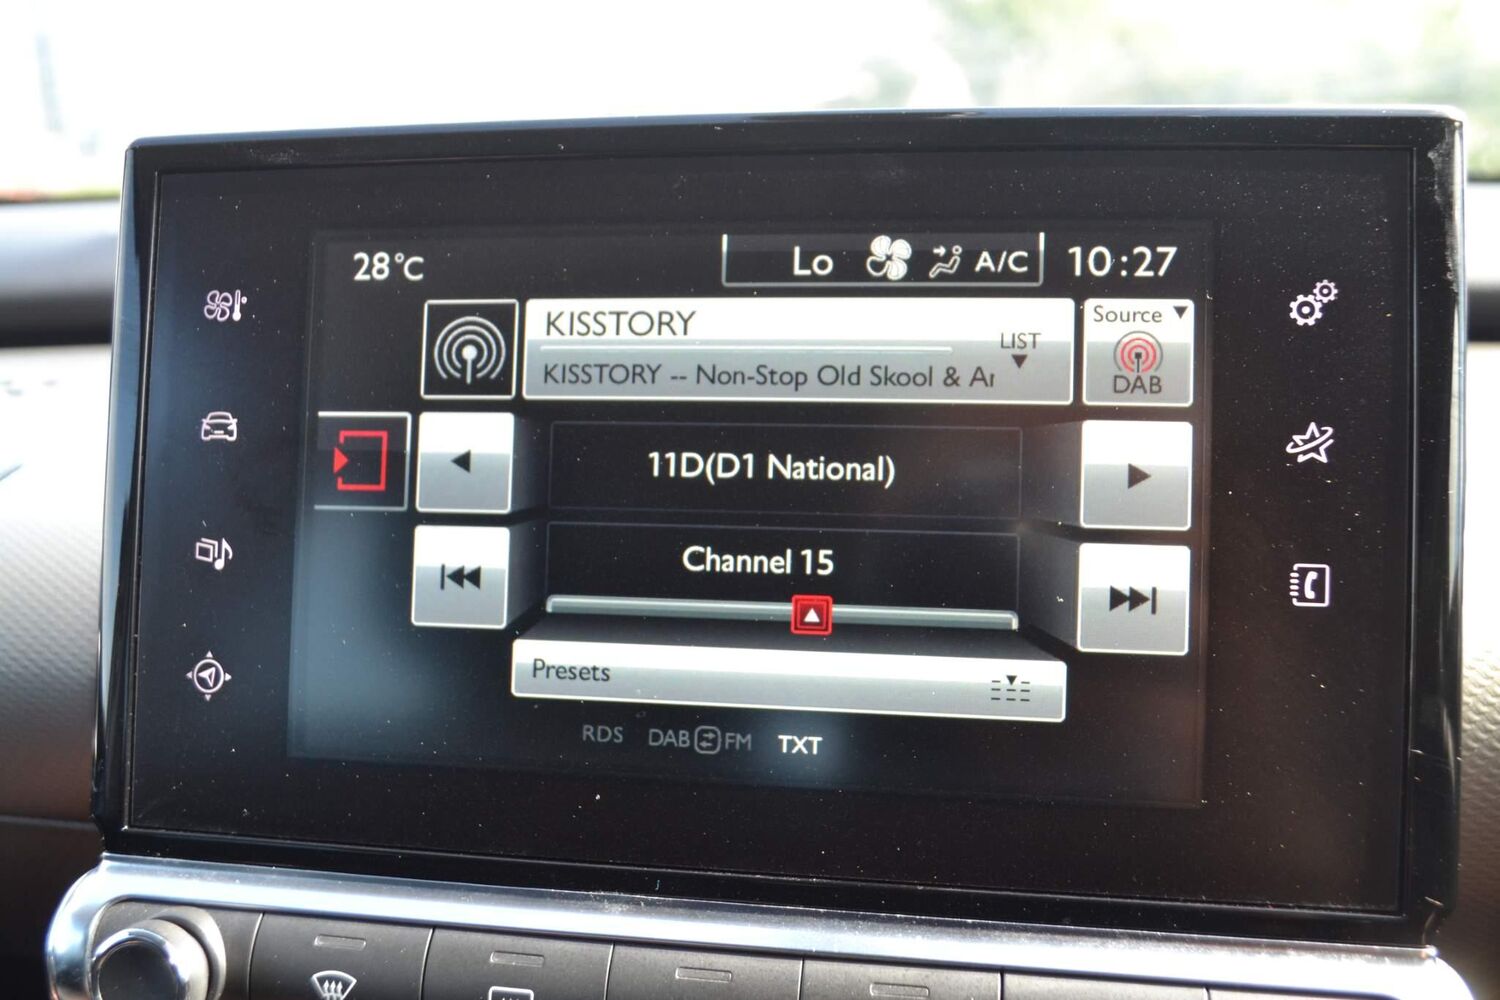 28°C Lo A/C 10:27
KISSTORY
LIST
Source
KISSTORY -- Non-Stop Old Skool &
DAB
11D(D1 National)
Channel 15
Presets
RDS DAB FM TXT